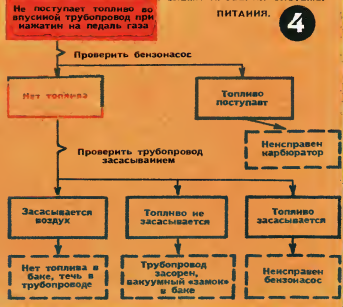 Не поступает топливо во
впускной трубопровод при
нажатии на педаль газа
ПИТАНИЯ.
4
Проверить бензонасос
Нет топлива
Топливо
поступает
Неисправен
карбюратор
Проверить трубопровод
засасыванием
Засасывается
воздух
Топливо не
засасывается
Топливо
засасывается
Нет топлива в
баке, течь в
трубопроводе
Трубопровод
засорен,
вакуумный «замок»
в баке
Неисправен
бензонасос